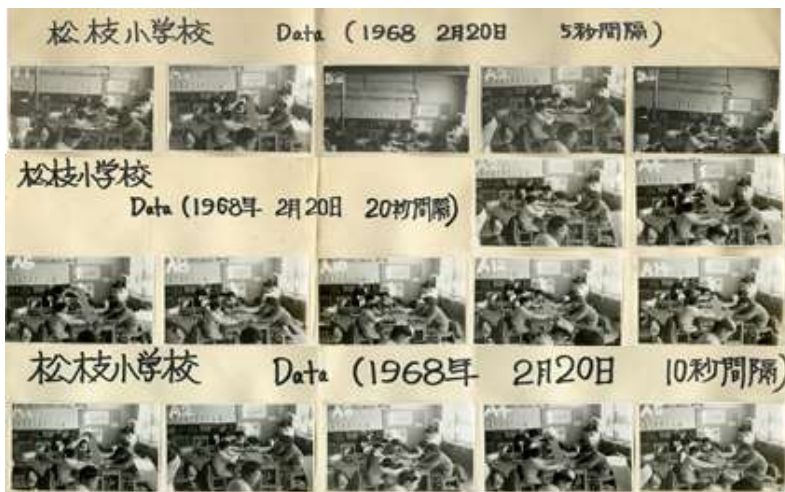 松枝小学校 Data (1968 2月20日 5秒間隔)
松枝小学校
Data (1968年 2月20日 20秒間隔)
松枝小学校 Data (1968年 2月20日 10秒間隔)